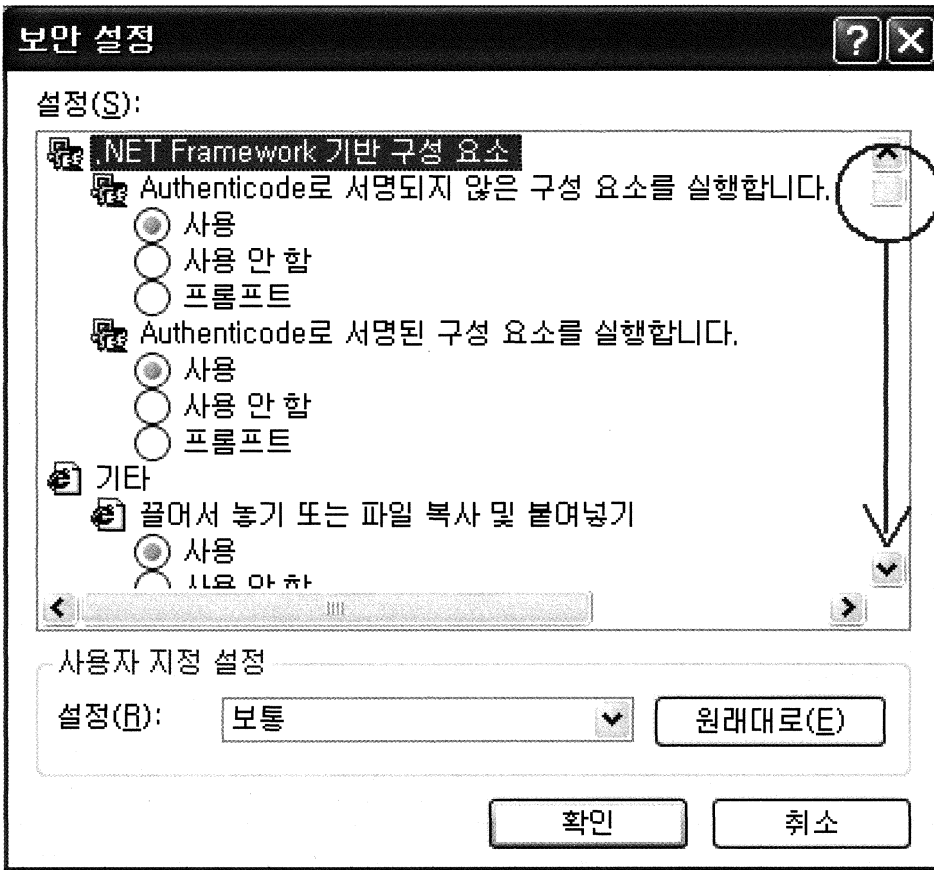 보안 설정
설정(S):
.NET Framework 기반 구성 요소
Authenticode로 서명되지 않은 구성 요소를 실행합니다.
사용
사용 안 함
프롬프트
Authenticode로 서명된 구성 요소를 실행합니다.
사용
사용 안 함
프롬프트
기타
끌어서 놓기 또는 파일 복사 및 붙여넣기
사용
사용 안 함
사용자 지정 설정
설정(R):
보통
원래대로(E)
확인
취소